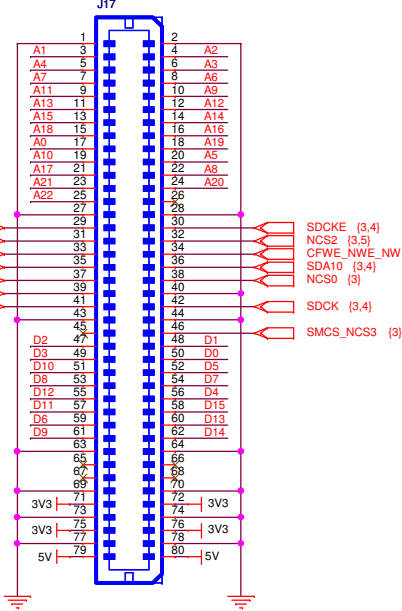 J17
1 2
A1 3 4 A2
A4 5 6 A3
A7 7 8 A6
A11 9 10 A9
A13 11 12 A12
A15 13 14 A14
A18 15 16 A16
A0 17 18 A19
A10 19 20 A5
A17 21 22 A8
A21 23 24 A20
A22 25 26
27 28
29 30 SDCKE {3,4}
31 32 NCS2 {3,5}
33 34 CFWE_NWE_NW
35 36 SDA10 {3,4}
37 38 NCS0 {3}
39 40
41 42 SDCK {3,4}
43 44
45 46 SMCS_NCS3 {3}
D2 47 48 D1
D3 49 50 D0
D10 51 52 D5
D8 53 54 D7
D12 55 56 D4
D11 57 58 D15
D6 59 60 D13
D9 61 62 D14
63 64
65 66
67 68
69 70
3V3 71 72 3V3
73 74
3V3 75 76 3V3
77 78
5V 79 80 5V